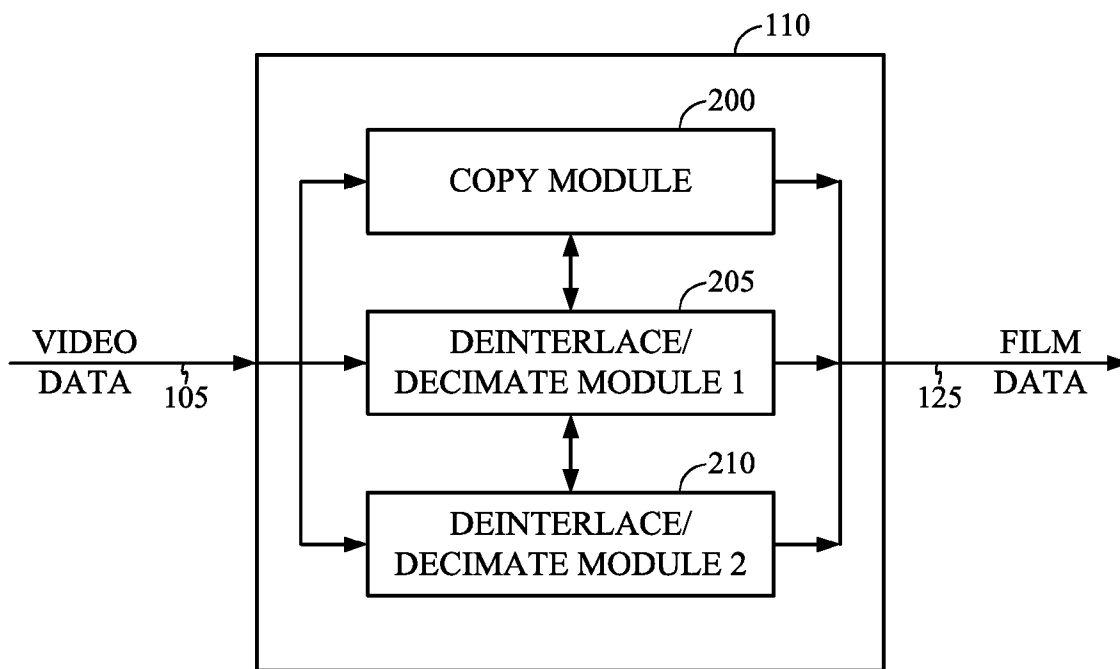 110
200
COPY MODULE
205
VIDEO
DATA
105
DEINTERLACE/
DECIMATE MODULE 1
FILM
DATA
125
210
DEINTERLACE/
DECIMATE MODULE 2